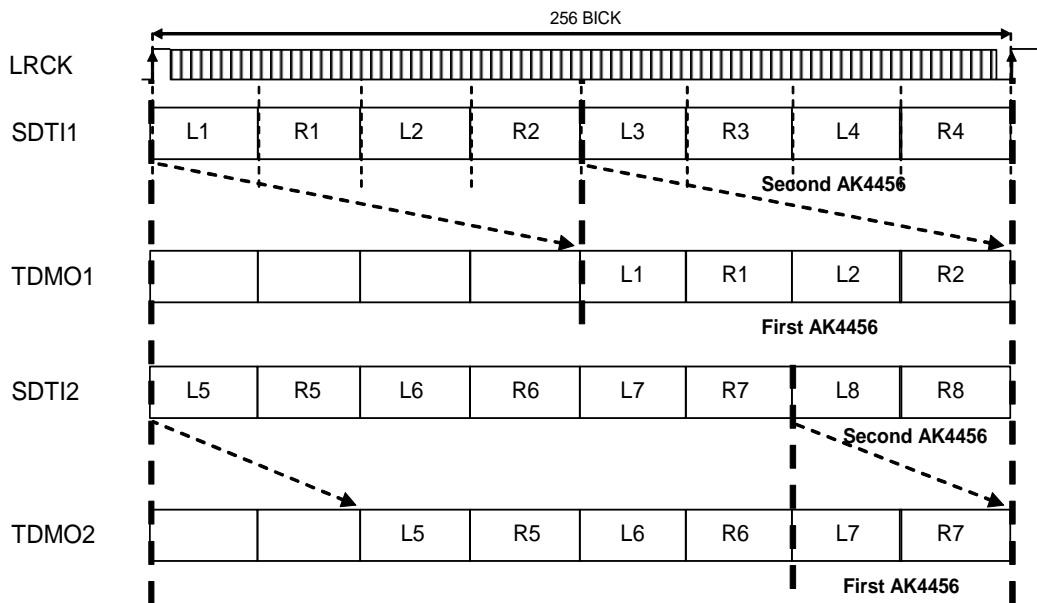 256 BICK
LRCK
SDTI1 L1 R1 L2 R2 L3 R3 L4 R4
Second AK4456
TDMO1 L1 R1 L2 R2
First AK4456
SDTI2 L5 R5 L6 R6 L7 R7 L8 R8
Second AK4456
TDMO2 L5 R5 L6 R6 L7 R7
First AK4456